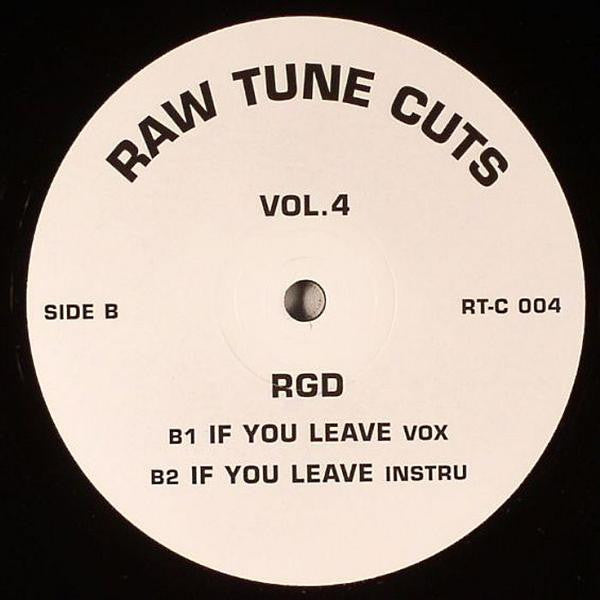 RAW TUNE CUTS
VOL.4
SIDE B
RT-C 004
RGD
B1 IF YOU LEAVE VOX
B2 IF YOU LEAVE INSTRU